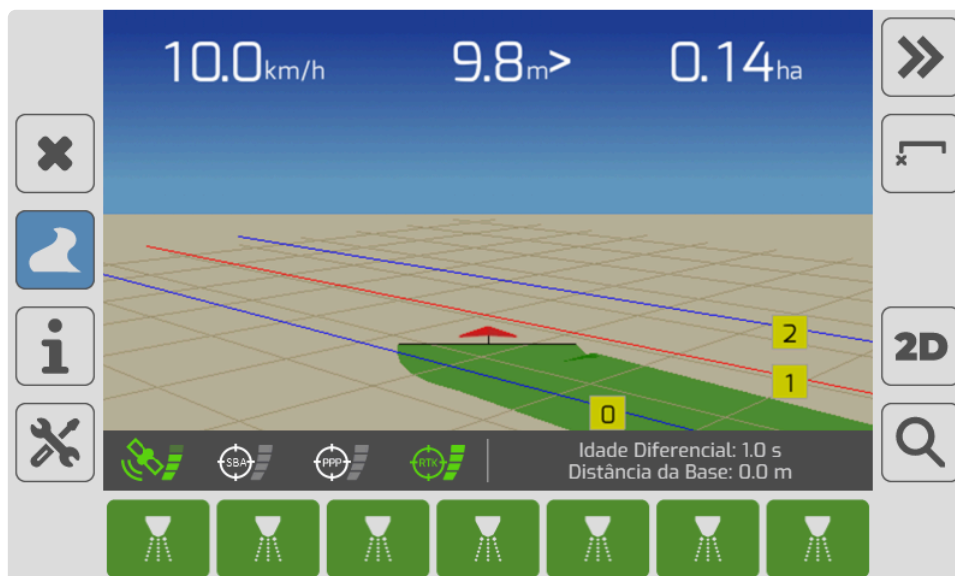 10.0km/h 9.8m> 0.14ha
2
1
2D
0
SBA PPP RTK
Idade Diferencial: 1.0 s
Distância da Base: 0.0 m